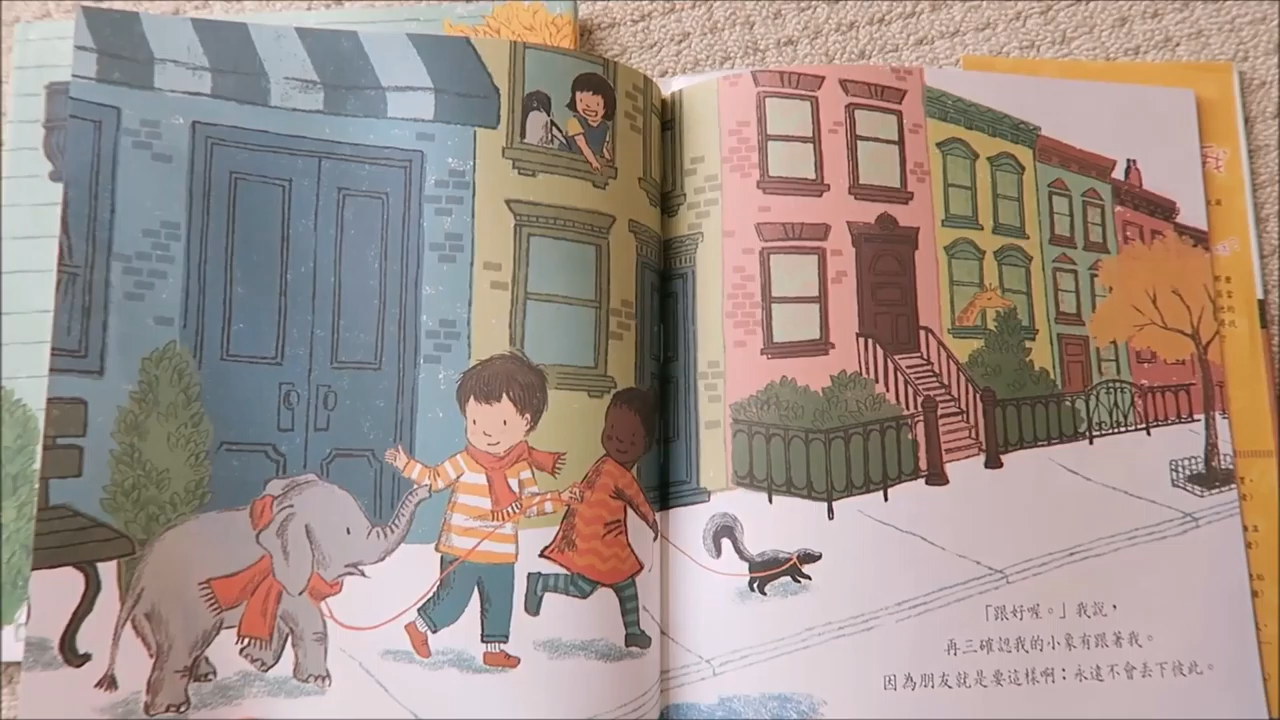 「跟好喔。」我說，
再三確認我的小象有跟著我。
因為朋友就是要這樣啊：永遠不會丟下彼此。
我